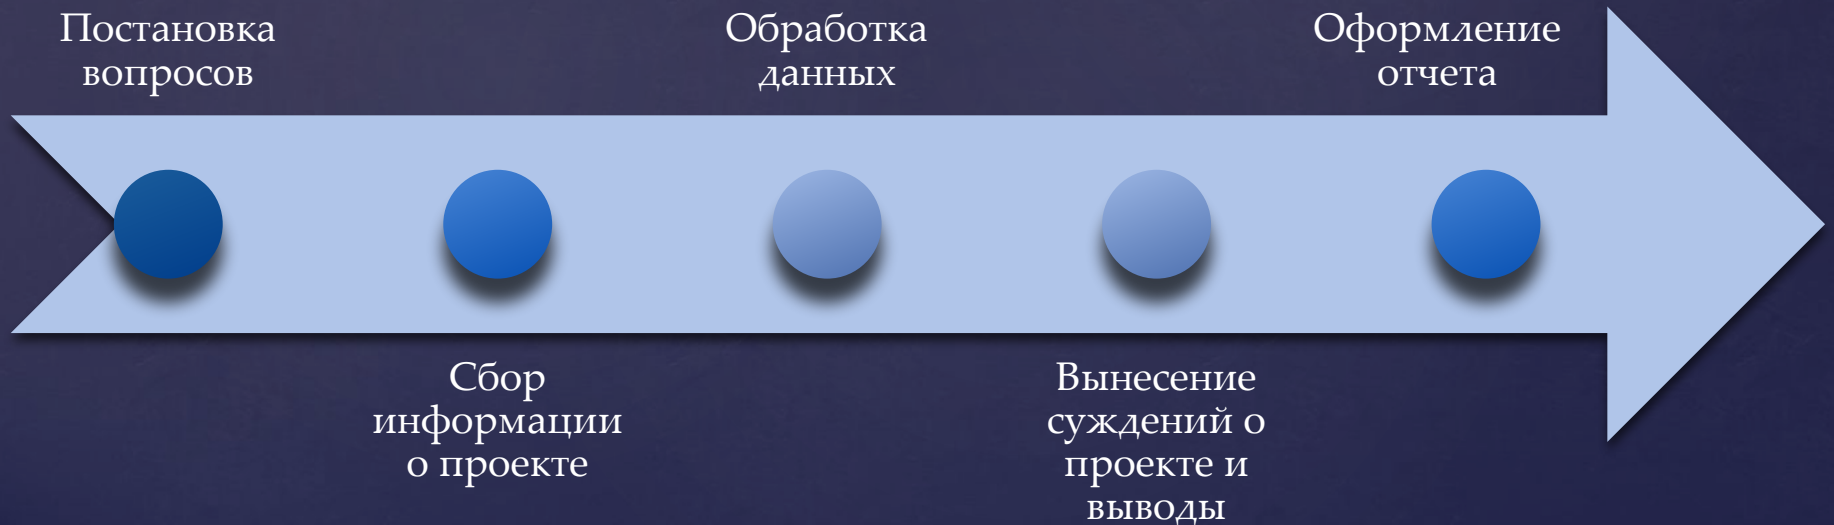 Постановка
вопросов
Сбор
информации
о проекте
Обработка
данных
Вынесение
суждений о
проекте и
выводы
Оформление
отчета